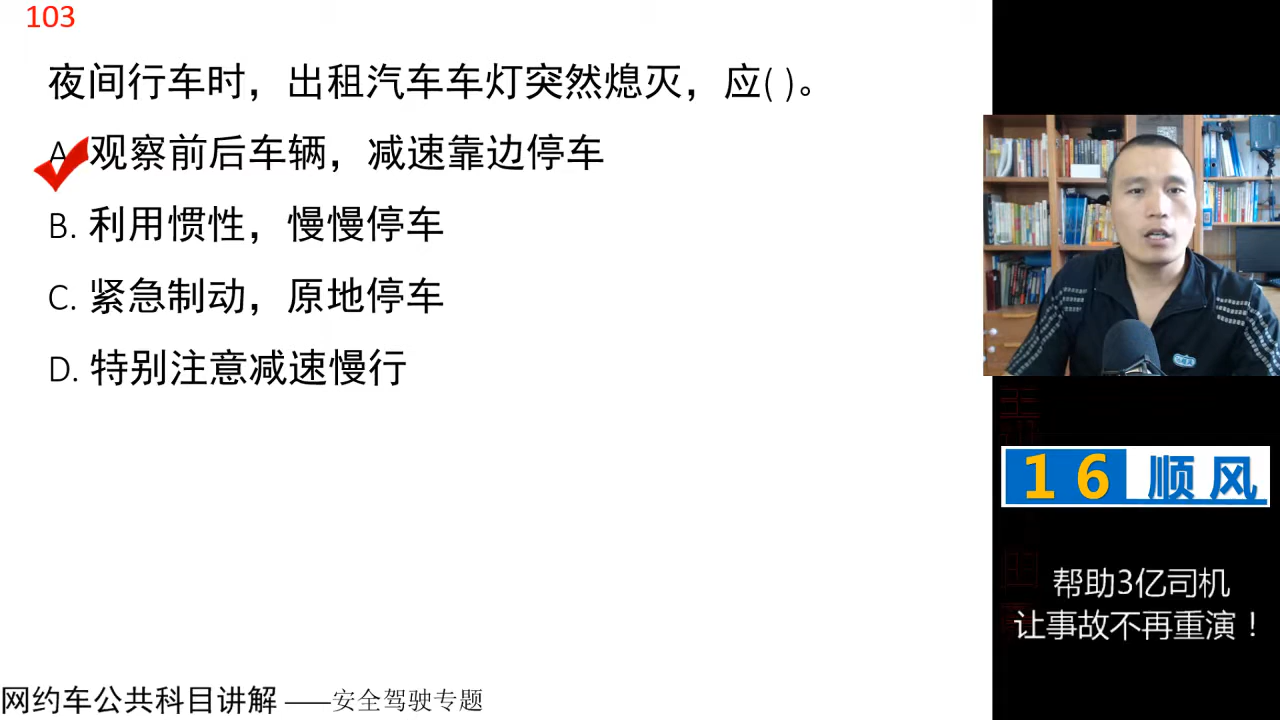 103
夜间行车时，出租汽车车灯突然熄灭，应( )。
A. 观察前后车辆，减速靠边停车
B. 利用惯性，慢慢停车
C. 紧急制动，原地停车
D. 特别注意减速慢行
16顺风
帮助3亿司机
让事故不再重演！
网约车公共科目讲解 ——安全驾驶专题